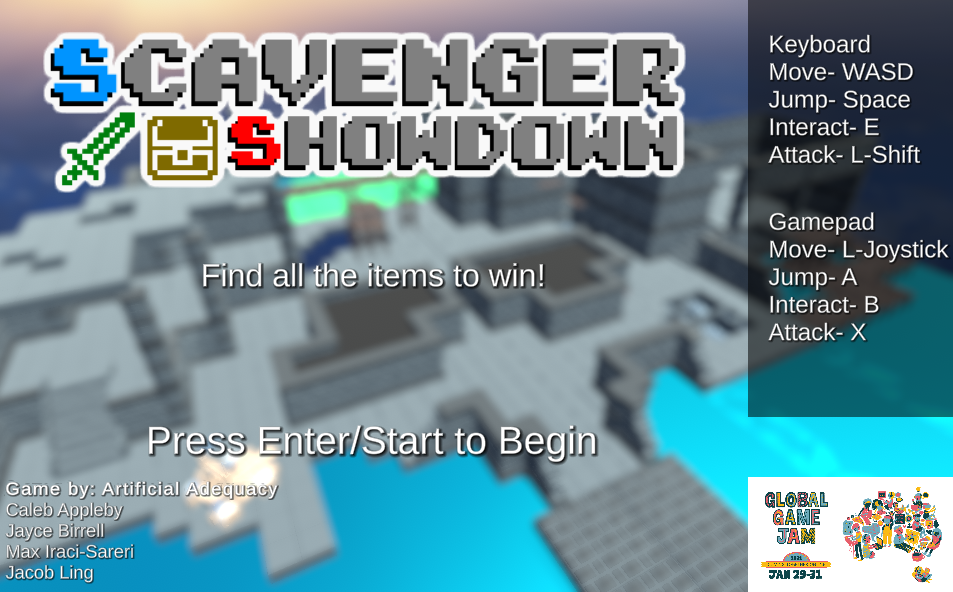 SCAVENGER
SHOWDOWN
Find all the items to win!
Press Enter/Start to Begin
Game by: Artificial Adequacy
Caleb Appleby
Jayce Birrell
Max Iraci-Sareri
Jacob Ling
Keyboard
Move- WASD
Jump- Space
Interact- E
Attack- L-Shift
Gamepad
Move- L-Joystick
Jump- A
Interact- B
Attack- X
GLOBAL
GAME
JAM
2021
JAN 29-31